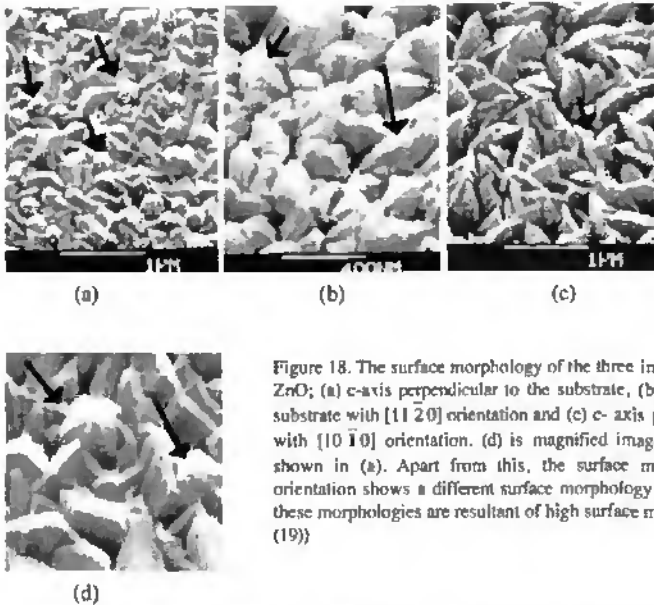 1PM
400NM
1PM
(a)
(b)
(c)
Figure 18. The surface morphology of the three in
ZnO; (a) c-axis perpendicular to the substrate, (b
substrate with [11 2̅ 0] orientation and (c) c- axis p
with [10 1̅ 0] orientation. (d) is magnified imag
shown in (a). Apart from this, the surface m
orientation shows a different surface morphology
these morphologies are resultant of high surface m
(19))
(d)